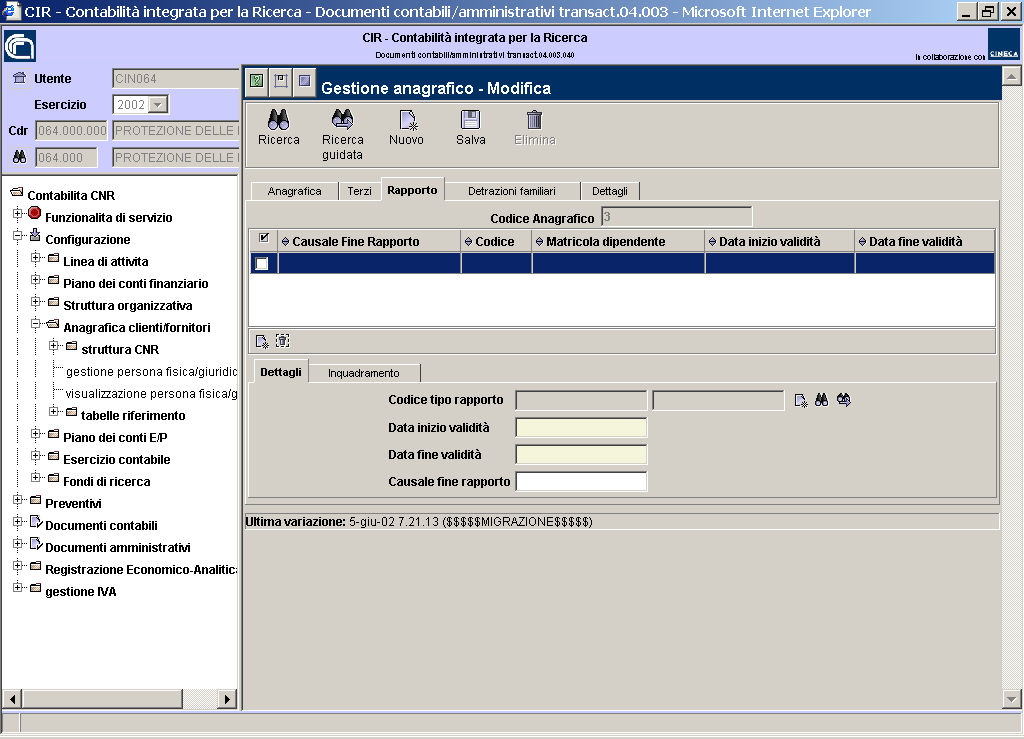 CIR - Contabilità integrata per la Ricerca - Documenti contabili/amministrativi transact.04.003 - Microsoft Internet Explorer
CIR - Contabilità integrata per la Ricerca
Documenti contabili/amministrativi transact.04.003.040
in collaborazione con CINECA
Utente CIN064
Esercizio 2002
Cdr 064.000.000 PROTEZIONE DELLE
064.000 PROTEZIONE DELLE
Contabilita CNR
Funzionalita di servizio
Configurazione
Linea di attivita
Piano dei conti finanziario
Struttura organizzativa
Anagrafica clienti/fornitori
struttura CNR
gestione persona fisica/giuridic
visualizzazione persona fisica/g
tabelle riferimento
Piano dei conti E/P
Esercizio contabile
Fondi di ricerca
Preventivi
Documenti contabili
Documenti amministrativi
Registrazione Economico-Analitica
gestione IVA
Gestione anagrafico - Modifica
Ricerca Ricerca guidata Nuovo Salva Elimina
Anagrafica Terzi Rapporto Detrazioni familiari Dettagli
Codice Anagrafico 3
Causale Fine Rapporto Codice Matricola dipendente Data inizio validità Data fine validità
Dettagli Inquadramento
Codice tipo rapporto
Data inizio validità
Data fine validità
Causale fine rapporto
Ultima variazione: 5-giu-02 7.21.13 ($$$$$MIGRAZIONE$$$$$)